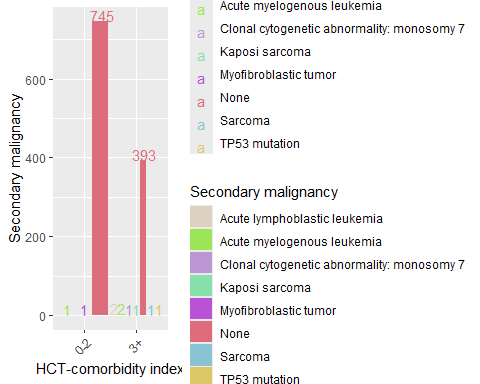 745
600
400
200
0
393
1
1
2
2
1
1
1
1
0-2
3+
Secondary malignancy
HCT-comorbidity index
a Acute myelogenous leukemia
a Clonal cytogenetic abnormality: monosomy 7
a Kaposi sarcoma
a Myofibroblastic tumor
a None
a Sarcoma
a TP53 mutation
Secondary malignancy
Acute lymphoblastic leukemia
Acute myelogenous leukemia
Clonal cytogenetic abnormality: monosomy 7
Kaposi sarcoma
Myofibroblastic tumor
None
Sarcoma
TP53 mutation